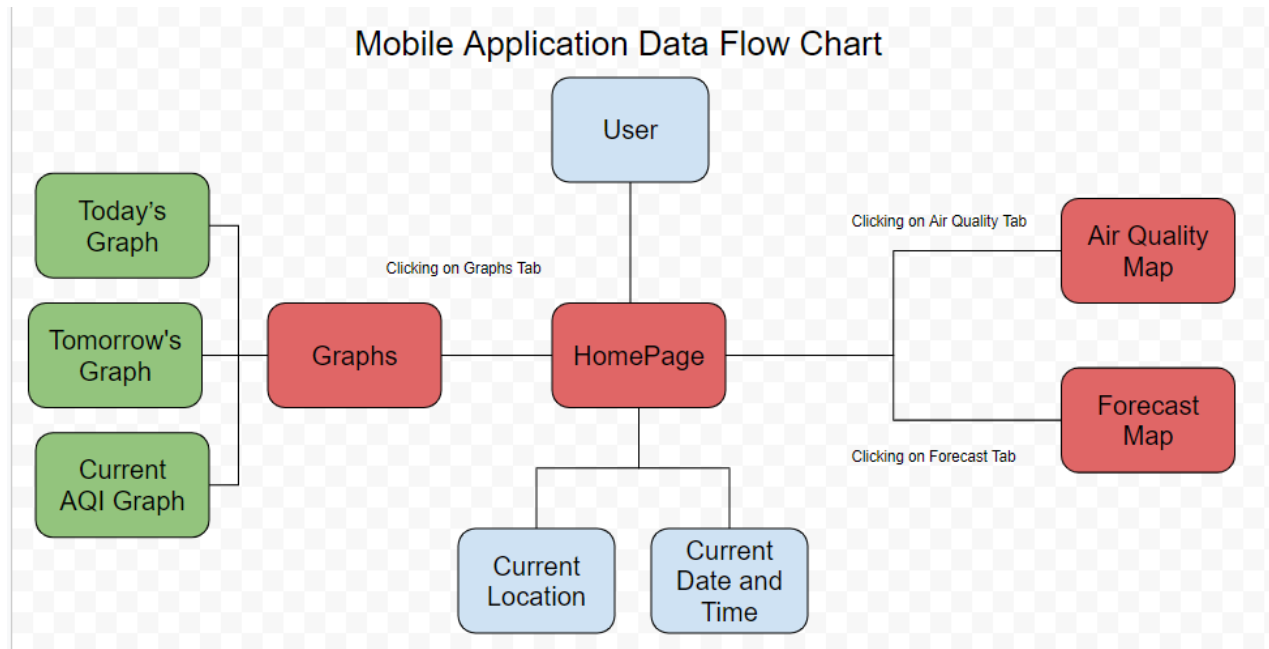 Mobile Application Data Flow Chart
User
Today’s
Graph
Clicking on Air Quality Tab
Air Quality
Map
Clicking on Graphs Tab
Tomorrow's
Graph
Graphs
HomePage
Forecast
Map
Clicking on Forecast Tab
Current
AQI Graph
Current
Location
Current
Date and
Time